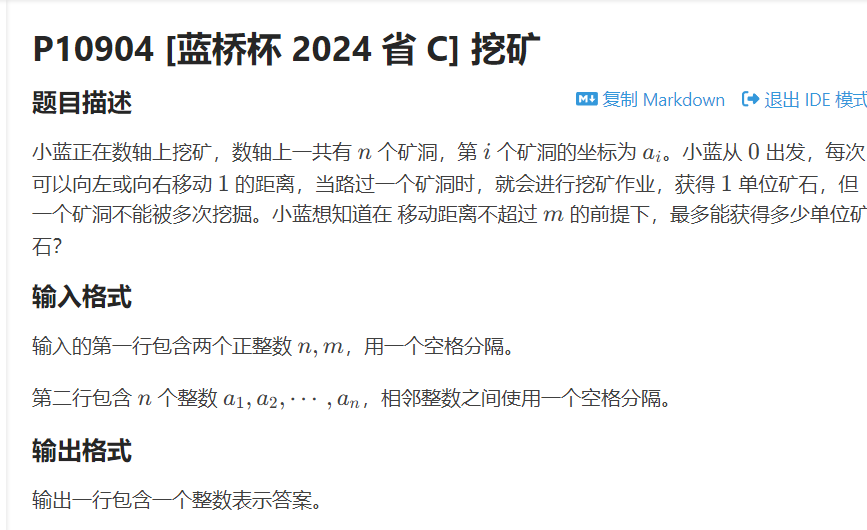 P10904 [蓝桥杯 2024 省 C] 挖矿
题目描述
复制 Markdown 退出 IDE 模式
小蓝正在数轴上挖矿，数轴上一共有 n 个矿洞，第 i 个矿洞的坐标为 aᵢ。小蓝从 0 出发，每次
可以向左或向右移动 1 的距离，当路过一个矿洞时，就会进行挖矿作业，获得 1 单位矿石，但
一个矿洞不能被多次挖掘。小蓝想知道在 移动距离不超过 m 的前提下，最多能获得多少单位矿
石？
输入格式
输入的第一行包含两个正整数 n, m，用一个空格分隔。
第二行包含 n 个整数 a₁, a₂, ⋯ , aₙ，相邻整数之间使用一个空格分隔。
输出格式
输出一行包含一个整数表示答案。